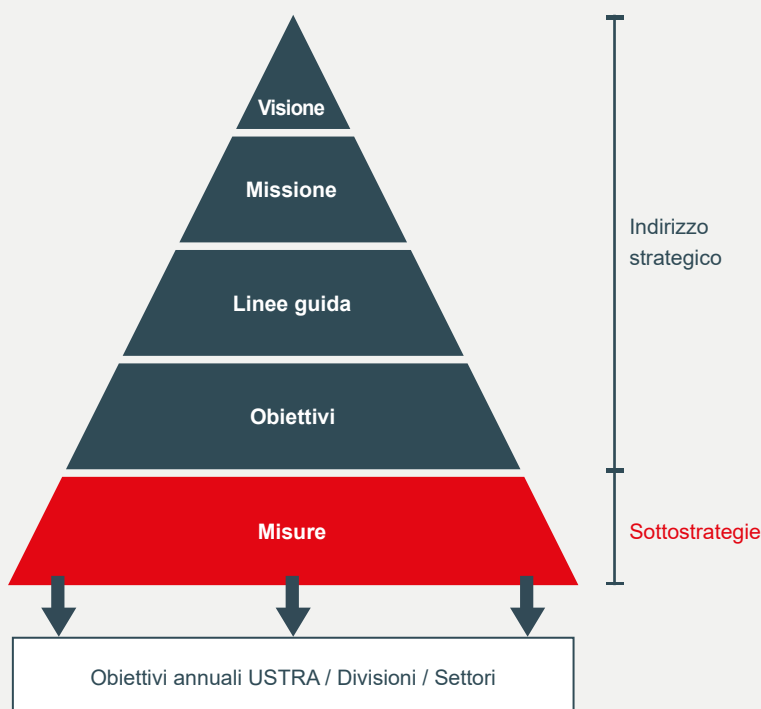 Visione
Missione
Linee guida
Obiettivi
Misure
Indirizzo
strategico
Sottostrategie
Obiettivi annuali USTRA / Divisioni / Settori